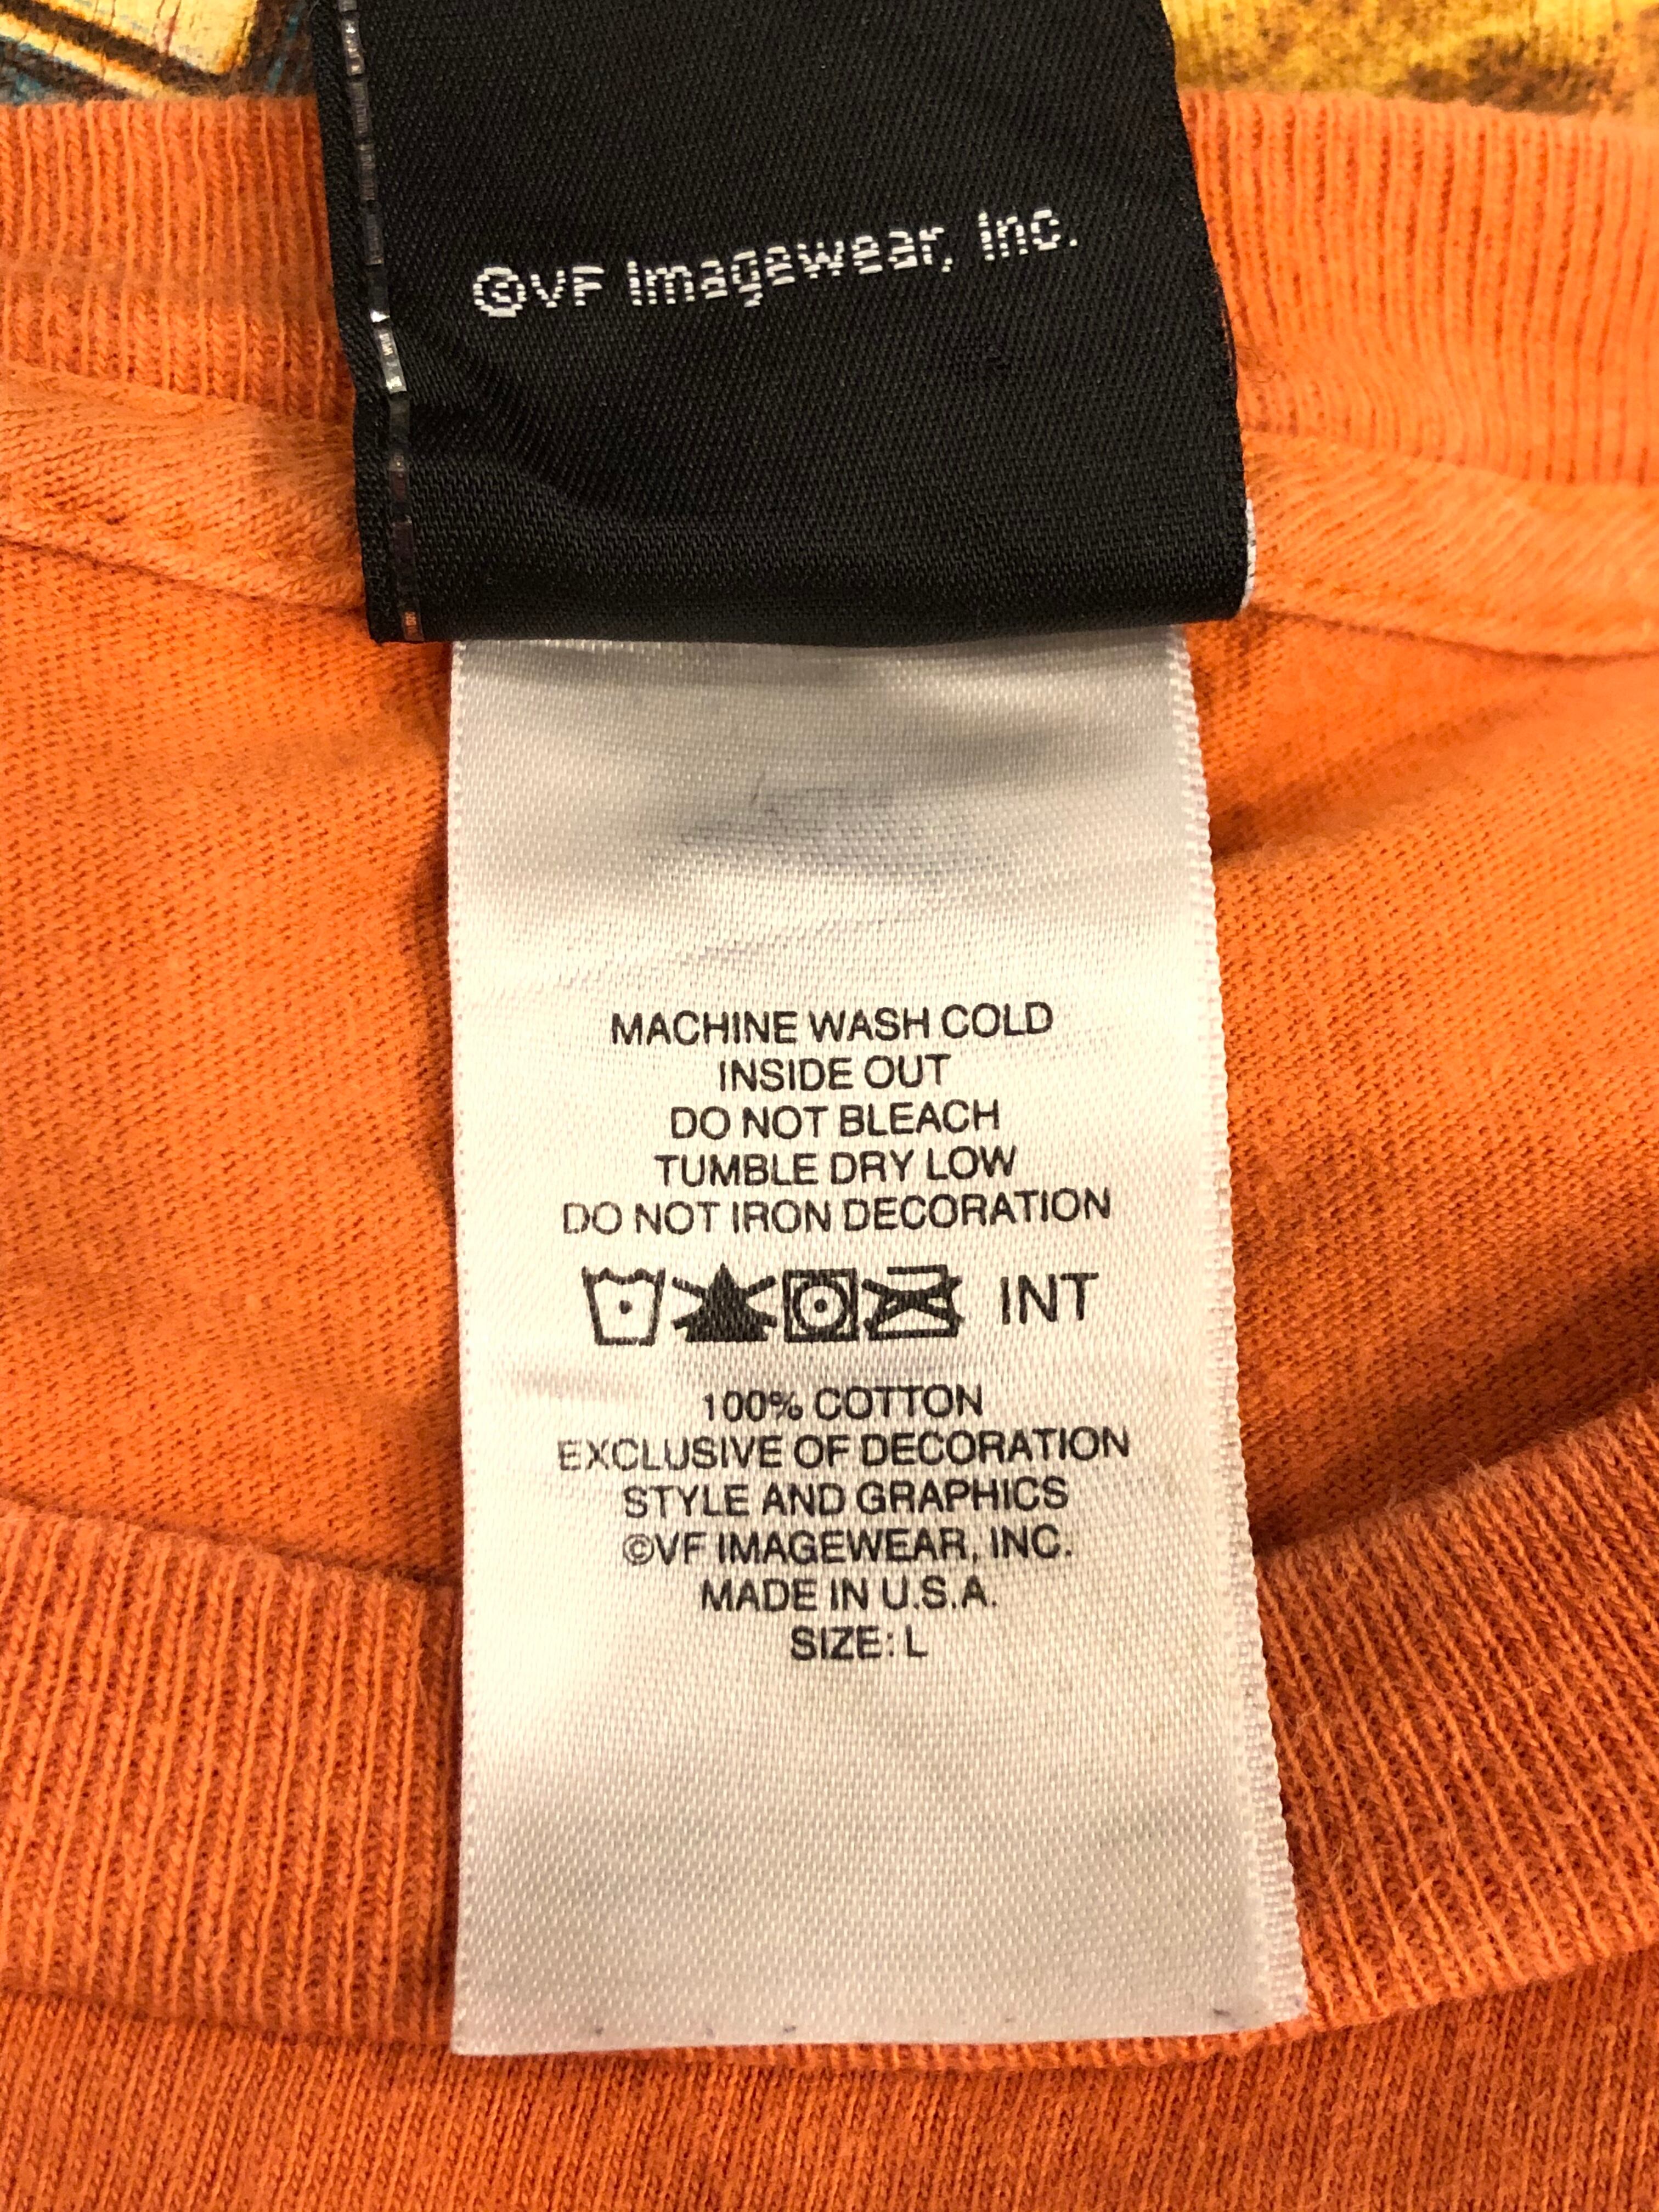 ©VF Imagewear, Inc.
MACHINE WASH COLD
INSIDE OUT
DO NOT BLEACH
TUMBLE DRY LOW
DO NOT IRON DECORATION
INT
100% COTTON
EXCLUSIVE OF DECORATION
STYLE AND GRAPHICS
©VF IMAGEWEAR, INC.
MADE IN U.S.A.
SIZE: L